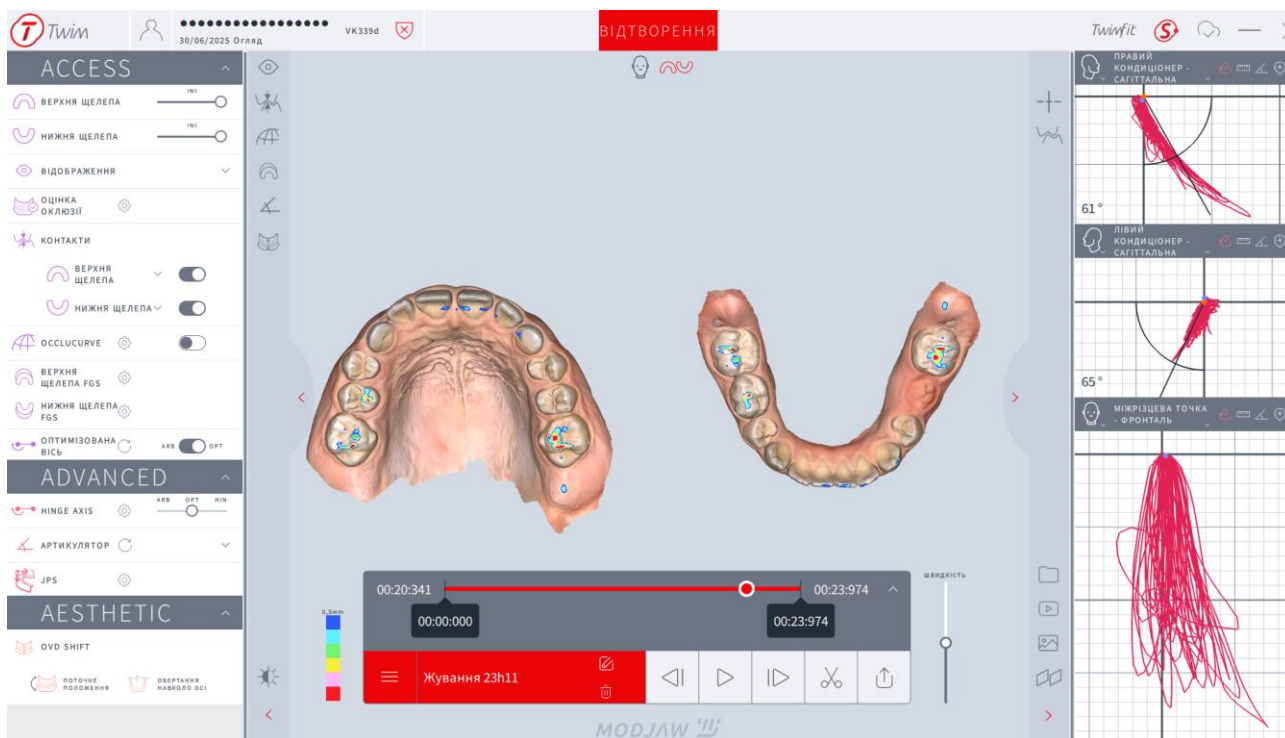 Twim
••••••••••••••••••
30/06/2025 Огляд
VK339d
ВІДТВОРЕННЯ
Twinfit
S
ACCESS
ВЕРХНЯ ЩЕЛЕПА
НИЖНЯ ЩЕЛЕПА
ВІДОБРАЖЕННЯ
ОЦІНКА
ОКЛЮЗІЇ
КОНТАКТИ
ВЕРХНЯ
ЩЕЛЕПА
НИЖНЯ ЩЕЛЕПА
OCCLUCURVE
ВЕРХНЯ
ЩЕЛЕПА FGS
НИЖНЯ ЩЕЛЕПА
FGS
ОПТИМІЗОВАНА
ВІСЬ
ARB OPT
ADVANCED
HINGE AXIS
ARB OPT MIN
АРТИКУЛЯТОР
JPS
AESTHETIC
OVD SHIFT
ПОТОЧНЕ
ПОЛОЖЕННЯ
ОБЕРТАННЯ
НАВКОЛО ОСІ
0,5mm
00:20:341
00:23:974
00:00:000
00:23:974
Жування 23h11
ШВИДКІСТЬ
MODJAW
ПРАВИЙ
КОНДИЦІОНЕР -
САГІТТАЛЬНА
61°
ЛІВИЙ
КОНДИЦІОНЕР -
САГІТТАЛЬНА
65°
МІЖРІЗЦЕВА ТОЧКА
- ФРОНТАЛЬ